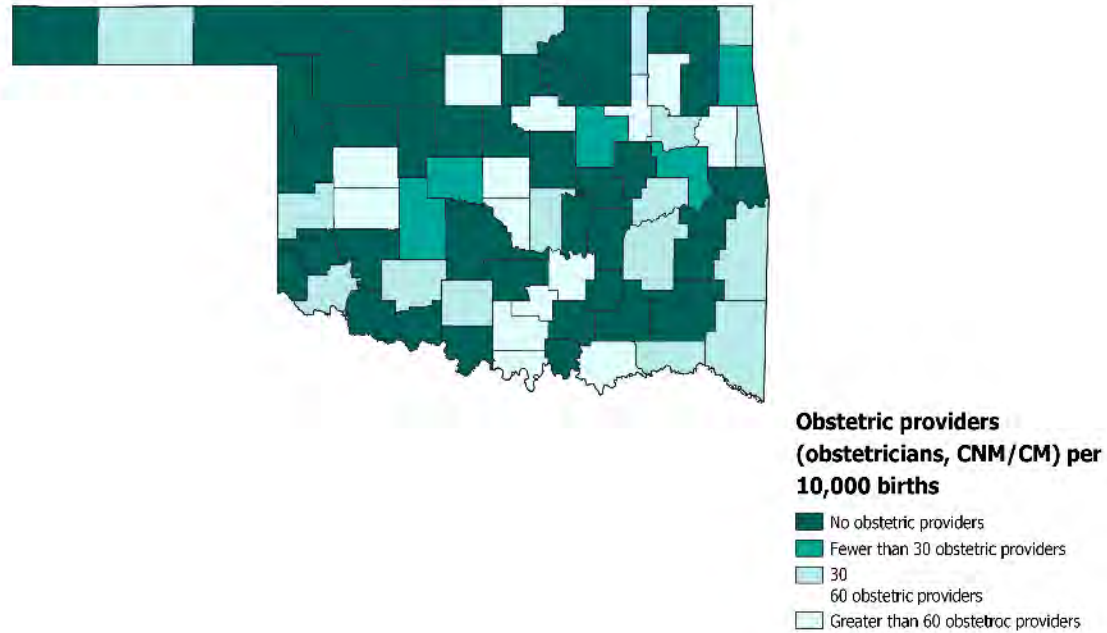 Obstetric providers
(obstetricians, CNM/CM) per
10,000 births
No obstetric providers
Fewer than 30 obstetric providers
30
60 obstetric providers
Greater than 60 obstetroc providers